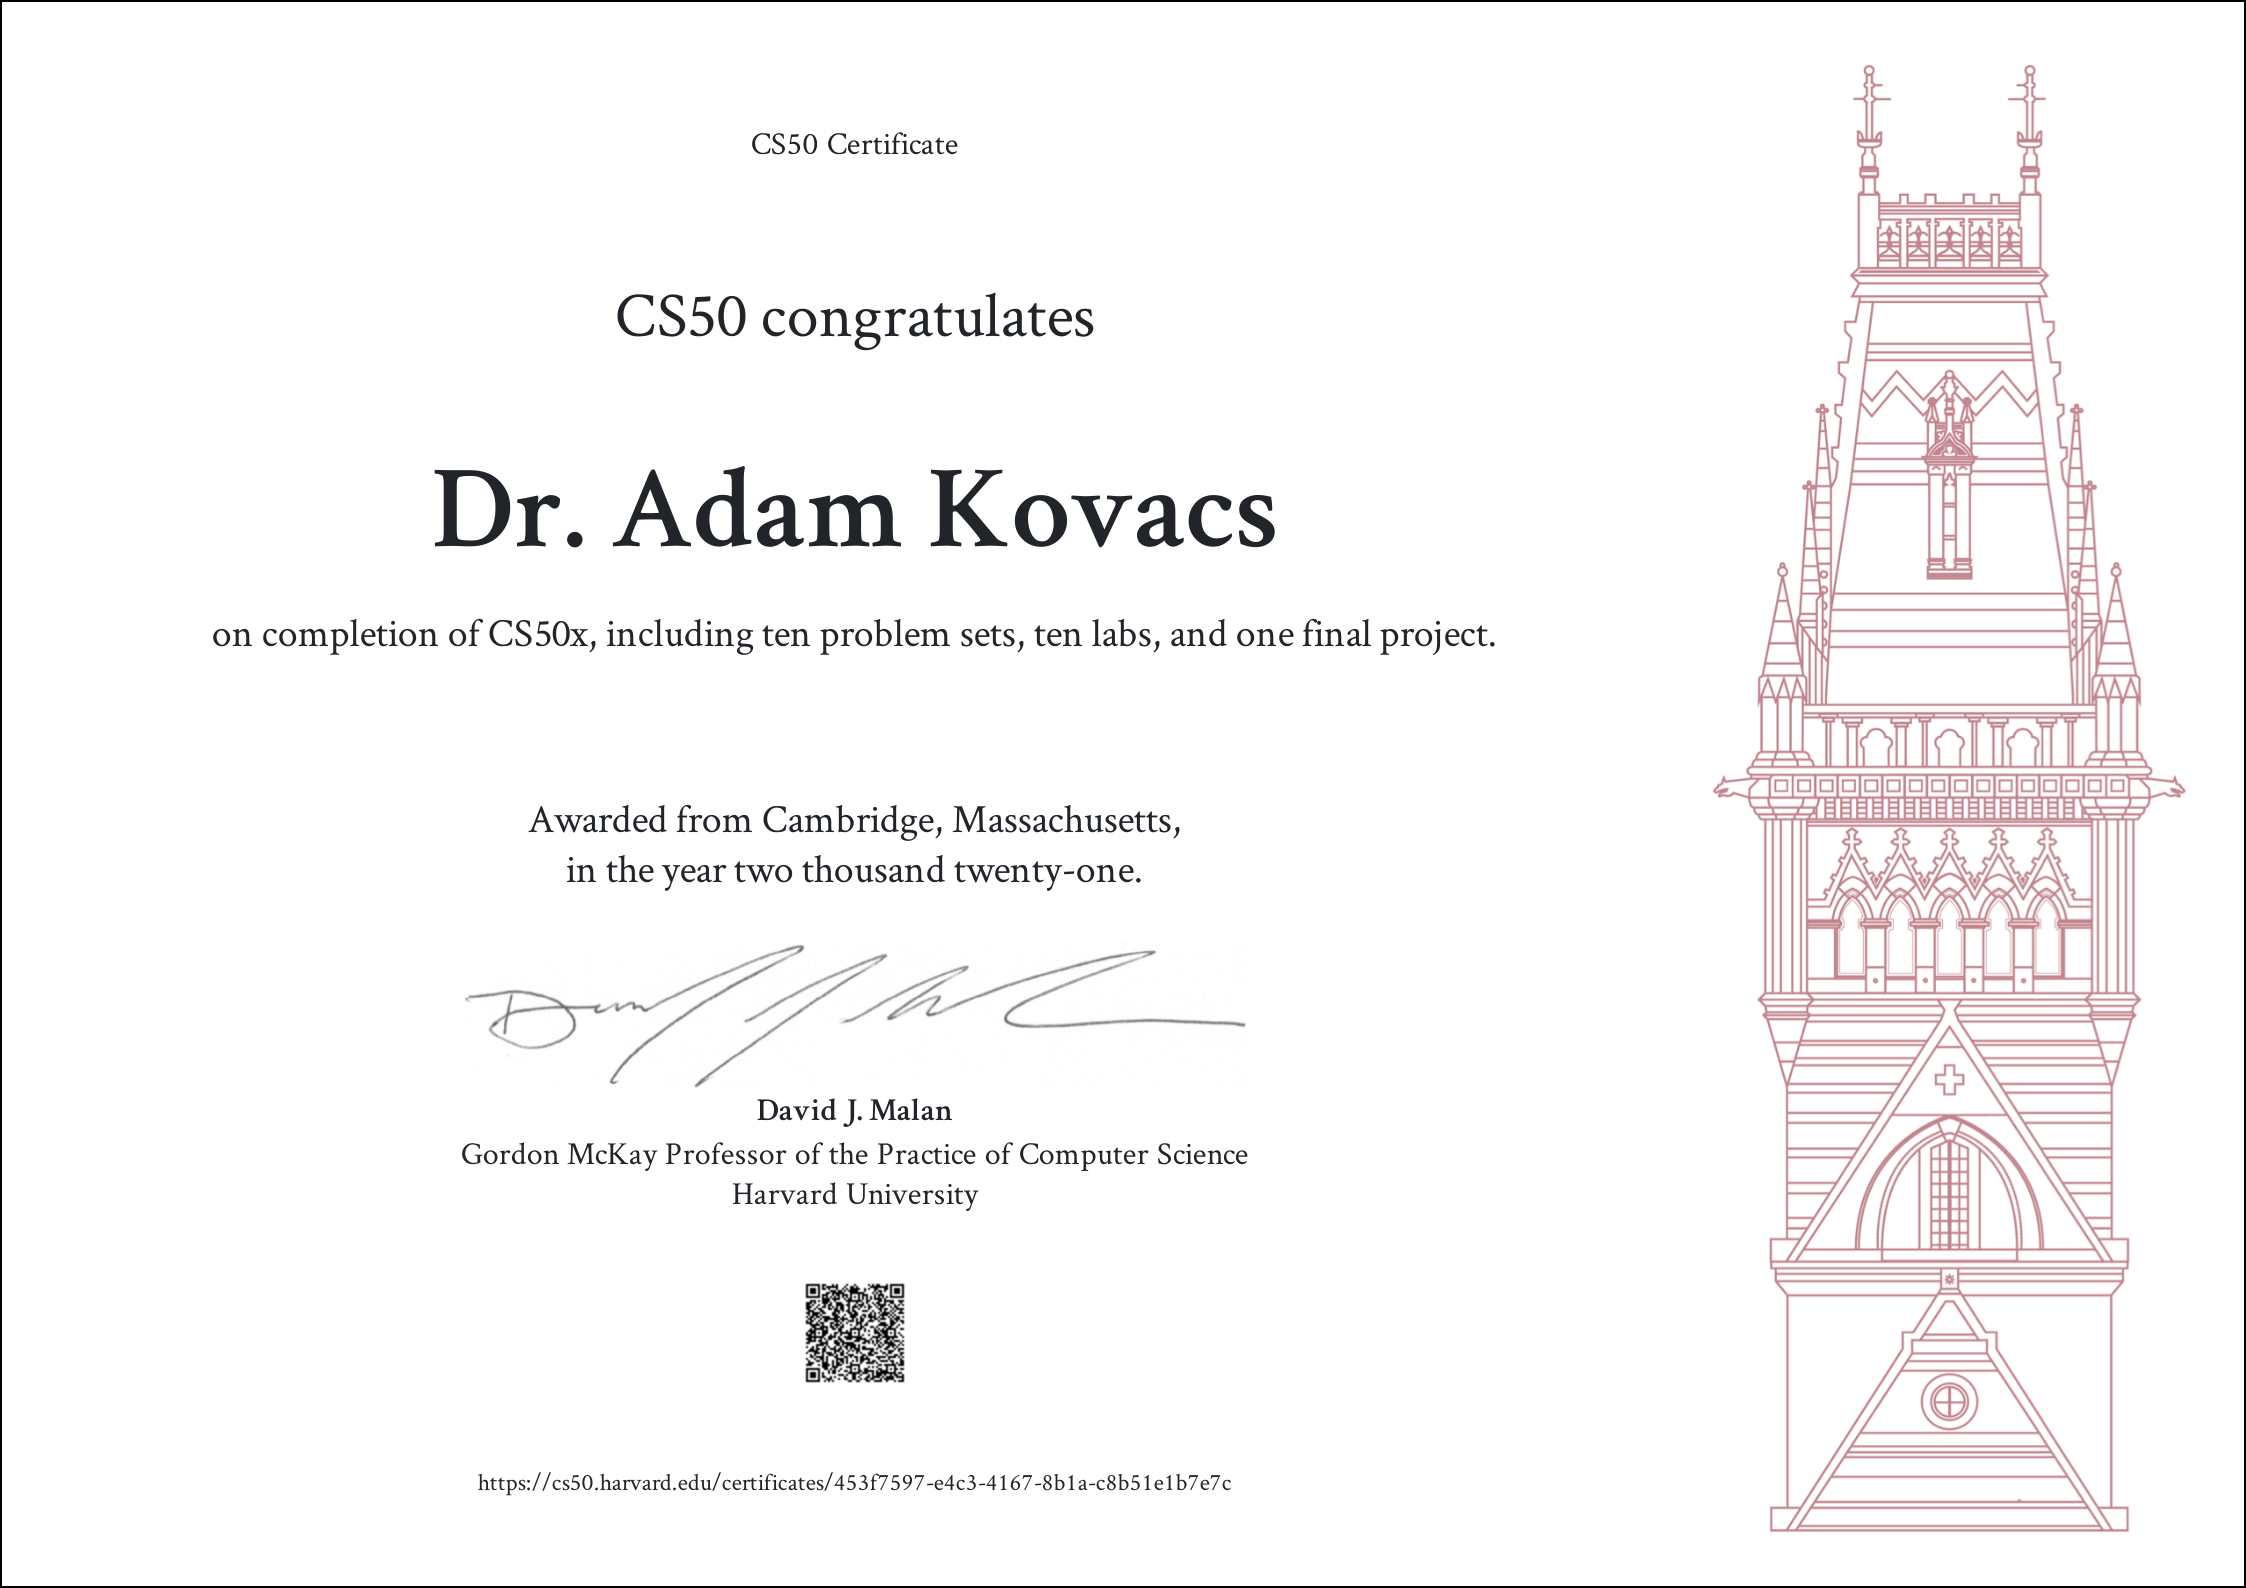 CS50 Certificate
CS50 congratulates
Dr. Adam Kovacs
on completion of CS50x, including ten problem sets, ten labs, and one final project.
Awarded from Cambridge, Massachusetts,
in the year two thousand twenty-one.
David J. Malan
Gordon McKay Professor of the Practice of Computer Science
Harvard University
https://cs50.harvard.edu/certificates/453f7597-e4c3-4167-8b1a-c8b51e1b7e7c